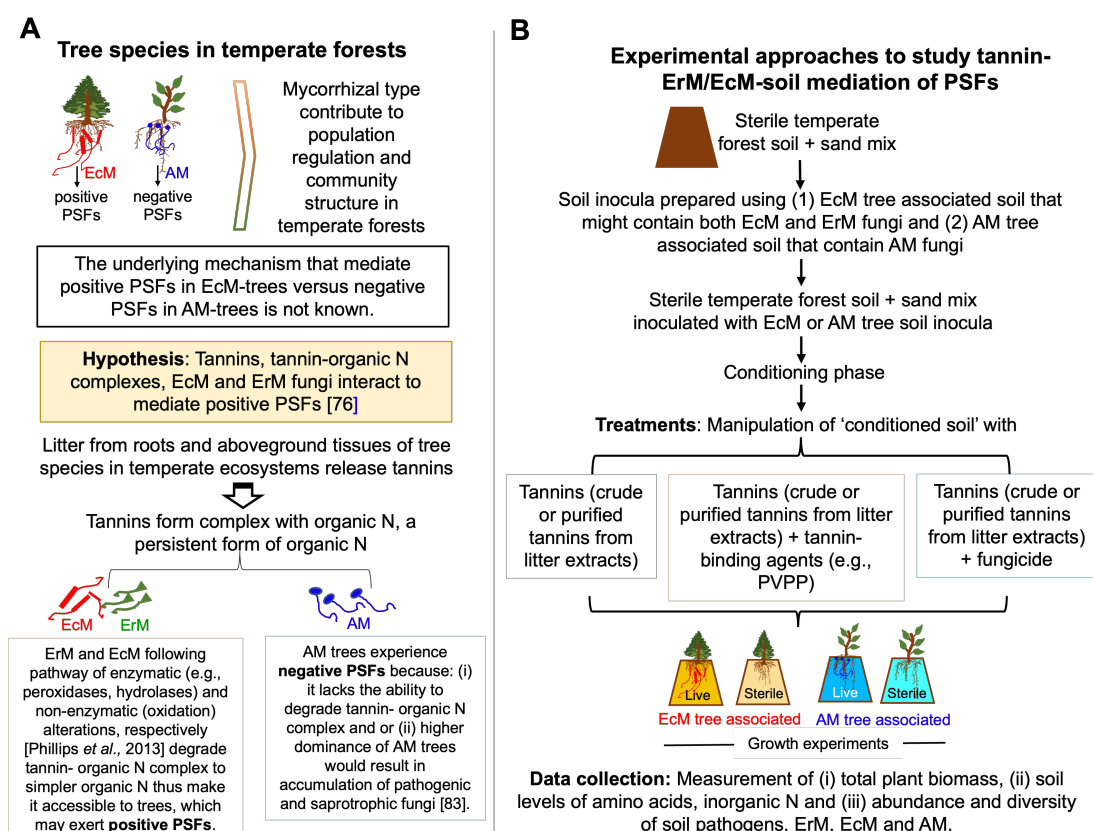 A
Tree species in temperate forests
EcM
AM
positive
PSFs
negative
PSFs
Mycorrhizal type
contribute to
population
regulation and
community
structure in
temperate forests
The underlying mechanism that mediate
positive PSFs in EcM-trees versus negative
PSFs in AM-trees is not known.
Hypothesis: Tannins, tannin-organic N
complexes, EcM and ErM fungi interact to
mediate positive PSFs [76]
Litter from roots and aboveground tissues of tree
species in temperate ecosystems release tannins
Tannins form complex with organic N, a
persistent form of organic N
EcM
ErM
AM
ErM and EcM following
pathway of enzymatic (e.g.,
peroxidases, hydrolases) and
non-enzymatic (oxidation)
alterations, respectively
[Phillips et al., 2013] degrade
tannin- organic N complex to
simpler organic N thus make
it accessible to trees, which
may exert positive PSFs.
AM trees experience
negative PSFs because: (i)
it lacks the ability to
degrade tannin- organic N
complex and or (ii) higher
dominance of AM trees
would result in
accumulation of pathogenic
and saprotrophic fungi [83].
B
Experimental approaches to study tannin-
ErM/EcM-soil mediation of PSFs
Sterile temperate
forest soil + sand mix
Soil inocula prepared using (1) EcM tree associated soil that
might contain both EcM and ErM fungi and (2) AM tree
associated soil that contain AM fungi
Sterile temperate forest soil + sand mix
inoculated with EcM or AM tree soil inocula
Conditioning phase
Treatments: Manipulation of ‘conditioned soil’ with
Tannins (crude
or purified
tannins from
litter extracts)
Tannins (crude or
purified tannins from litter
extracts) + tannin-
binding agents (e.g.,
PVPP)
Tannins (crude or
purified tannins
from litter extracts)
+ fungicide
Live
Sterile
Live
Sterile
EcM tree associated
AM tree associated
Growth experiments
Data collection: Measurement of (i) total plant biomass, (ii) soil
levels of amino acids, inorganic N and (iii) abundance and diversity
of soil pathogens, ErM, EcM and AM.